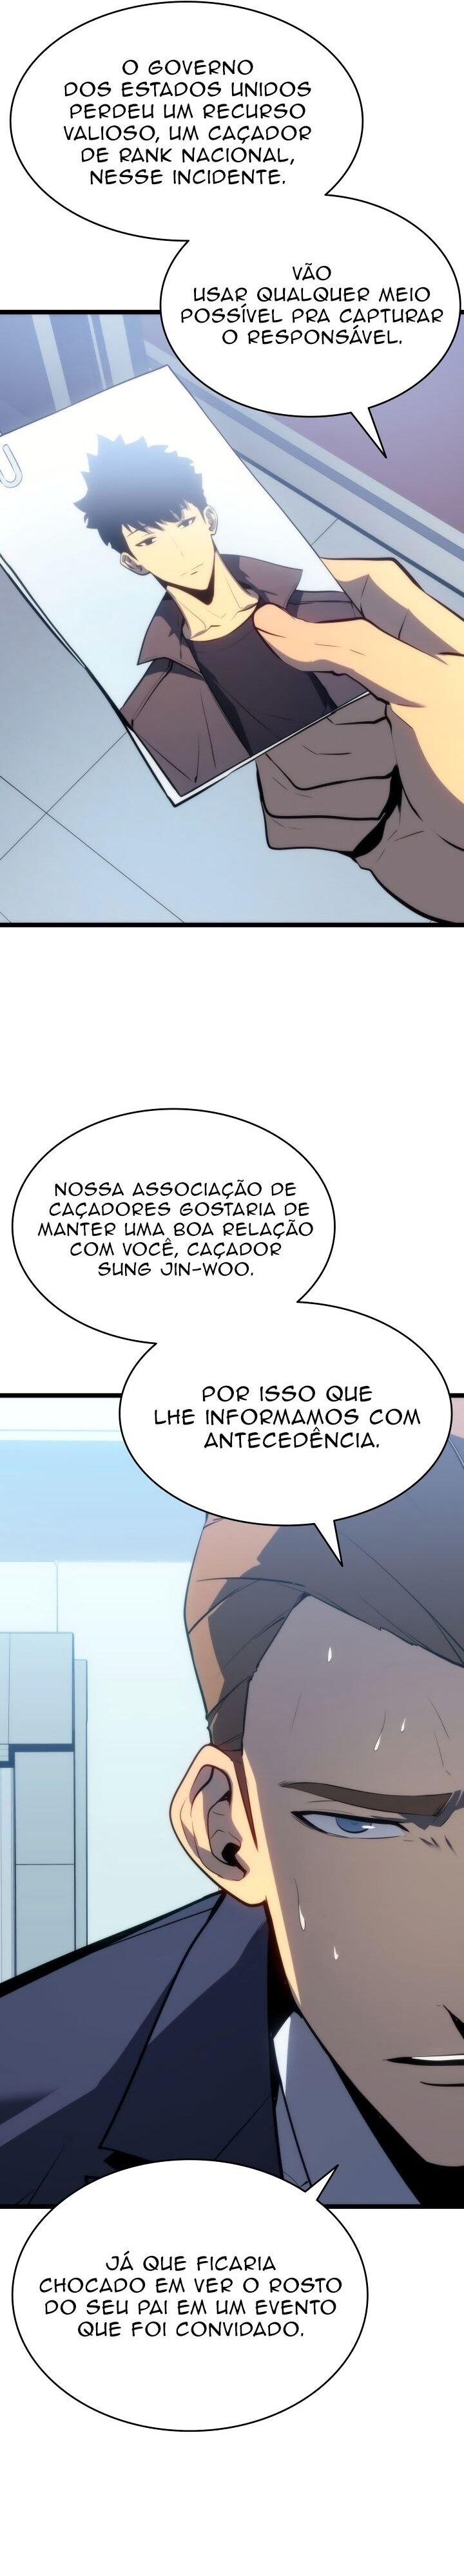 O GOVERNO
DOS ESTADOS UNIDOS
PERDEU UM RECURSO
VALIOSO, UM CAÇADOR
DE RANK NACIONAL,
NESSE INCIDENTE.
VÃO
USAR QUALQUER MEIO
POSSÍVEL PRA CAPTURAR
O RESPONSÁVEL.
U
NOSSA ASSOCIAÇÃO DE
CAÇADORES GOSTARIA DE
MANTER UMA BOA RELAÇÃO
COM VOCÊ, CAÇADOR
SUNG JIN-WOO.
POR ISSO QUE
LHE INFORMAMOS COM
ANTECEDÊNCIA.
JÁ QUE FICARIA
CHOCADO EM VER O ROSTO
DO SEU PAI EM UM EVENTO
QUE FOI CONVIDADO.